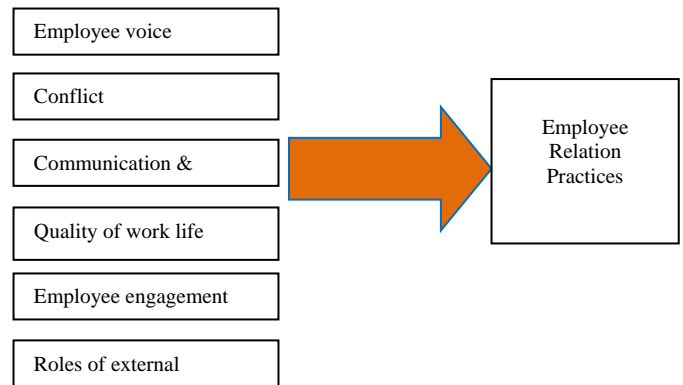 Employee voice
Conflict
Communication &
Quality of work life
Employee engagement
Roles of external
Employee
Relation
Practices